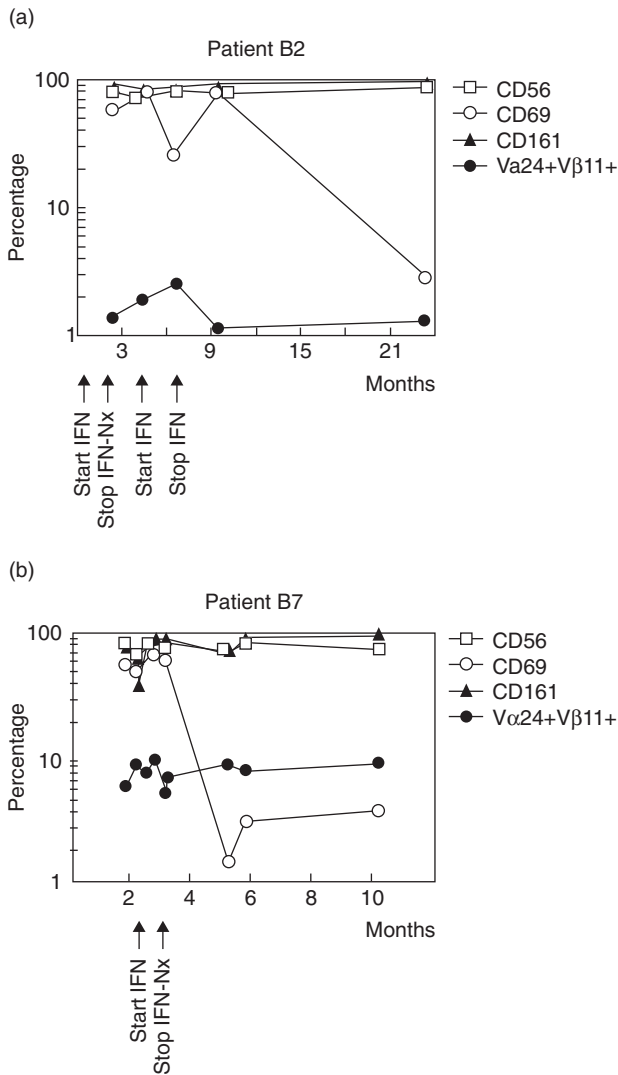 (a)
Patient B2
100
10
1
Percentage
3
9
15
21
Months
CD56
CD69
CD161
Va24+Vβ11+
Start IFN
Stop IFN-Nx
Start IFN
Stop IFN
(b)
Patient B7
100
10
1
Percentage
2
4
6
8
10
Months
CD56
CD69
CD161
Vα24+Vβ11+
Start IFN
Stop IFN-Nx